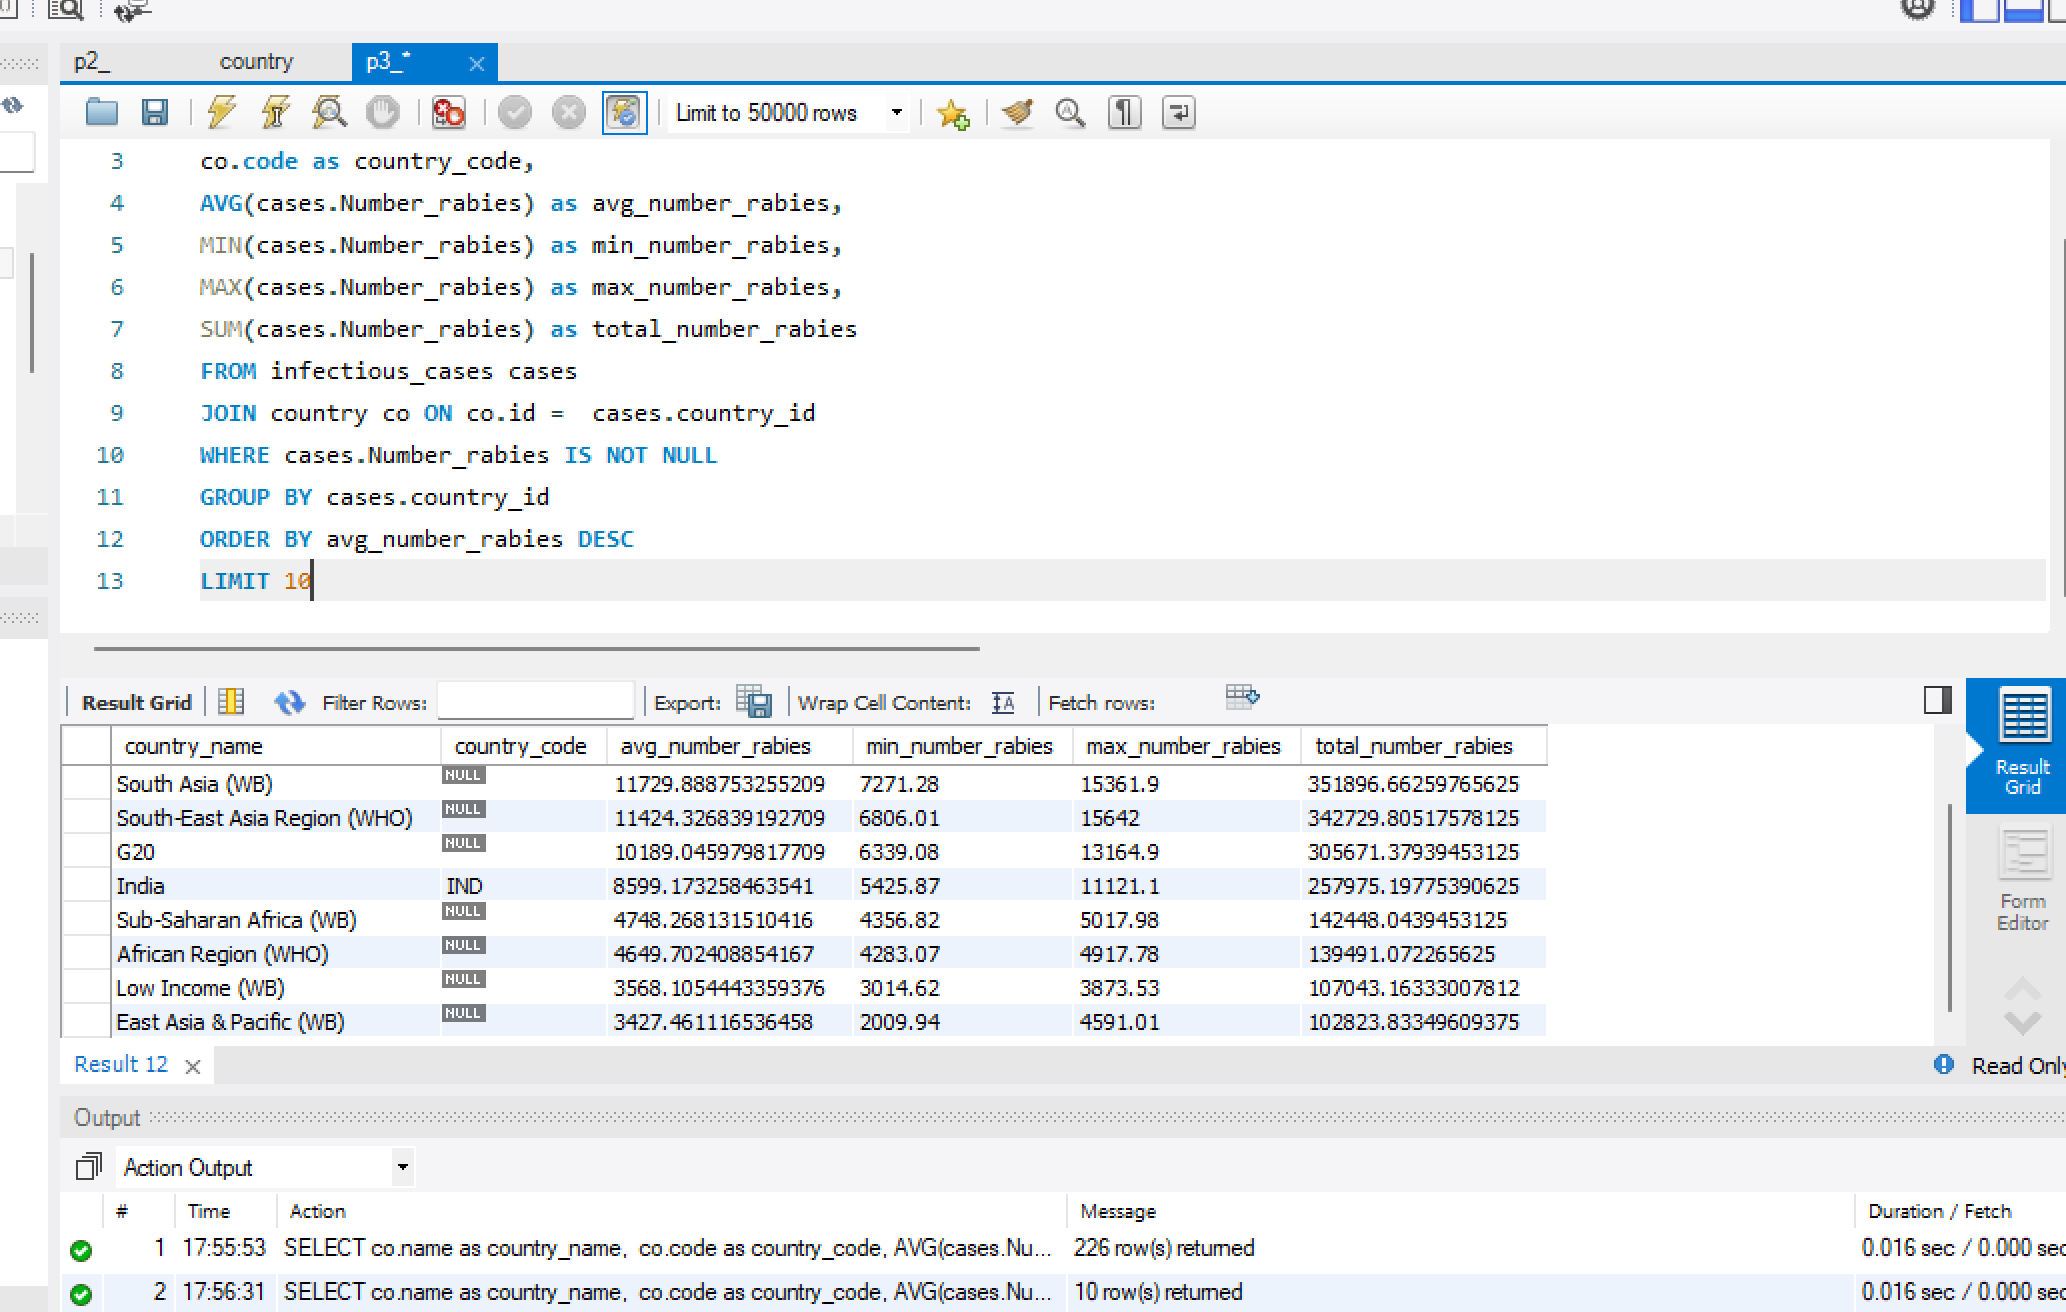 p2_ country p3_*
Limit to 50000 rows
3 co.code as country_code,
4 AVG(cases.Number_rabies) as avg_number_rabies,
5 MIN(cases.Number_rabies) as min_number_rabies,
6 MAX(cases.Number_rabies) as max_number_rabies,
7 SUM(cases.Number_rabies) as total_number_rabies
8 FROM infectious_cases cases
9 JOIN country co ON co.id =  cases.country_id
10 WHERE cases.Number_rabies IS NOT NULL
11 GROUP BY cases.country_id
12 ORDER BY avg_number_rabies DESC
13 LIMIT 10
Result Grid Filter Rows: Export: Wrap Cell Content: Fetch rows:
country_name country_code avg_number_rabies min_number_rabies max_number_rabies total_number_rabies
South Asia (WB) NULL 11729.888753255209 7271.28 15361.9 351896.66259765625
South-East Asia Region (WHO) NULL 11424.326839192709 6806.01 15642 342729.80517578125
G20 NULL 10189.045979817709 6339.08 13164.9 305671.37939453125
India IND 8599.173258463541 5425.87 11121.1 257975.19775390625
Sub-Saharan Africa (WB) NULL 4748.268131510416 4356.82 5017.98 142448.0439453125
African Region (WHO) NULL 4649.702408854167 4283.07 4917.78 139491.072265625
Low Income (WB) NULL 3568.1054443359376 3014.62 3873.53 107043.16333007812
East Asia & Pacific (WB) NULL 3427.461116536458 2009.94 4591.01 102823.83349609375
Result
Grid
Form
Editor
Result 12 Read Only
Output
Action Output
# Time Action Message Duration / Fetch
1 17:55:53 SELECT co.name as country_name,  co.code as country_code, AVG(cases.Nu... 226 row(s) returned 0.016 sec / 0.000 sec
2 17:56:31 SELECT co.name as country_name,  co.code as country_code, AVG(cases.Nu... 10 row(s) returned 0.016 sec / 0.000 sec